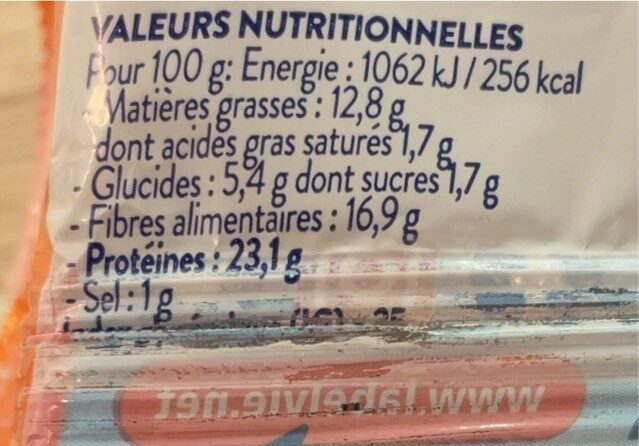 VALEURS NUTRITIONNELLES
Pour 100 g: Energie : 1062 kJ / 256 kcal
- Matières grasses : 12,8 g
dont acides gras saturés 1,7 g
- Glucides : 5,4 g dont sucres 1,7 g
- Fibres alimentaires : 16,9 g
- Protéines : 23,1 g
- Sel : 1 g
www.labelvie.net